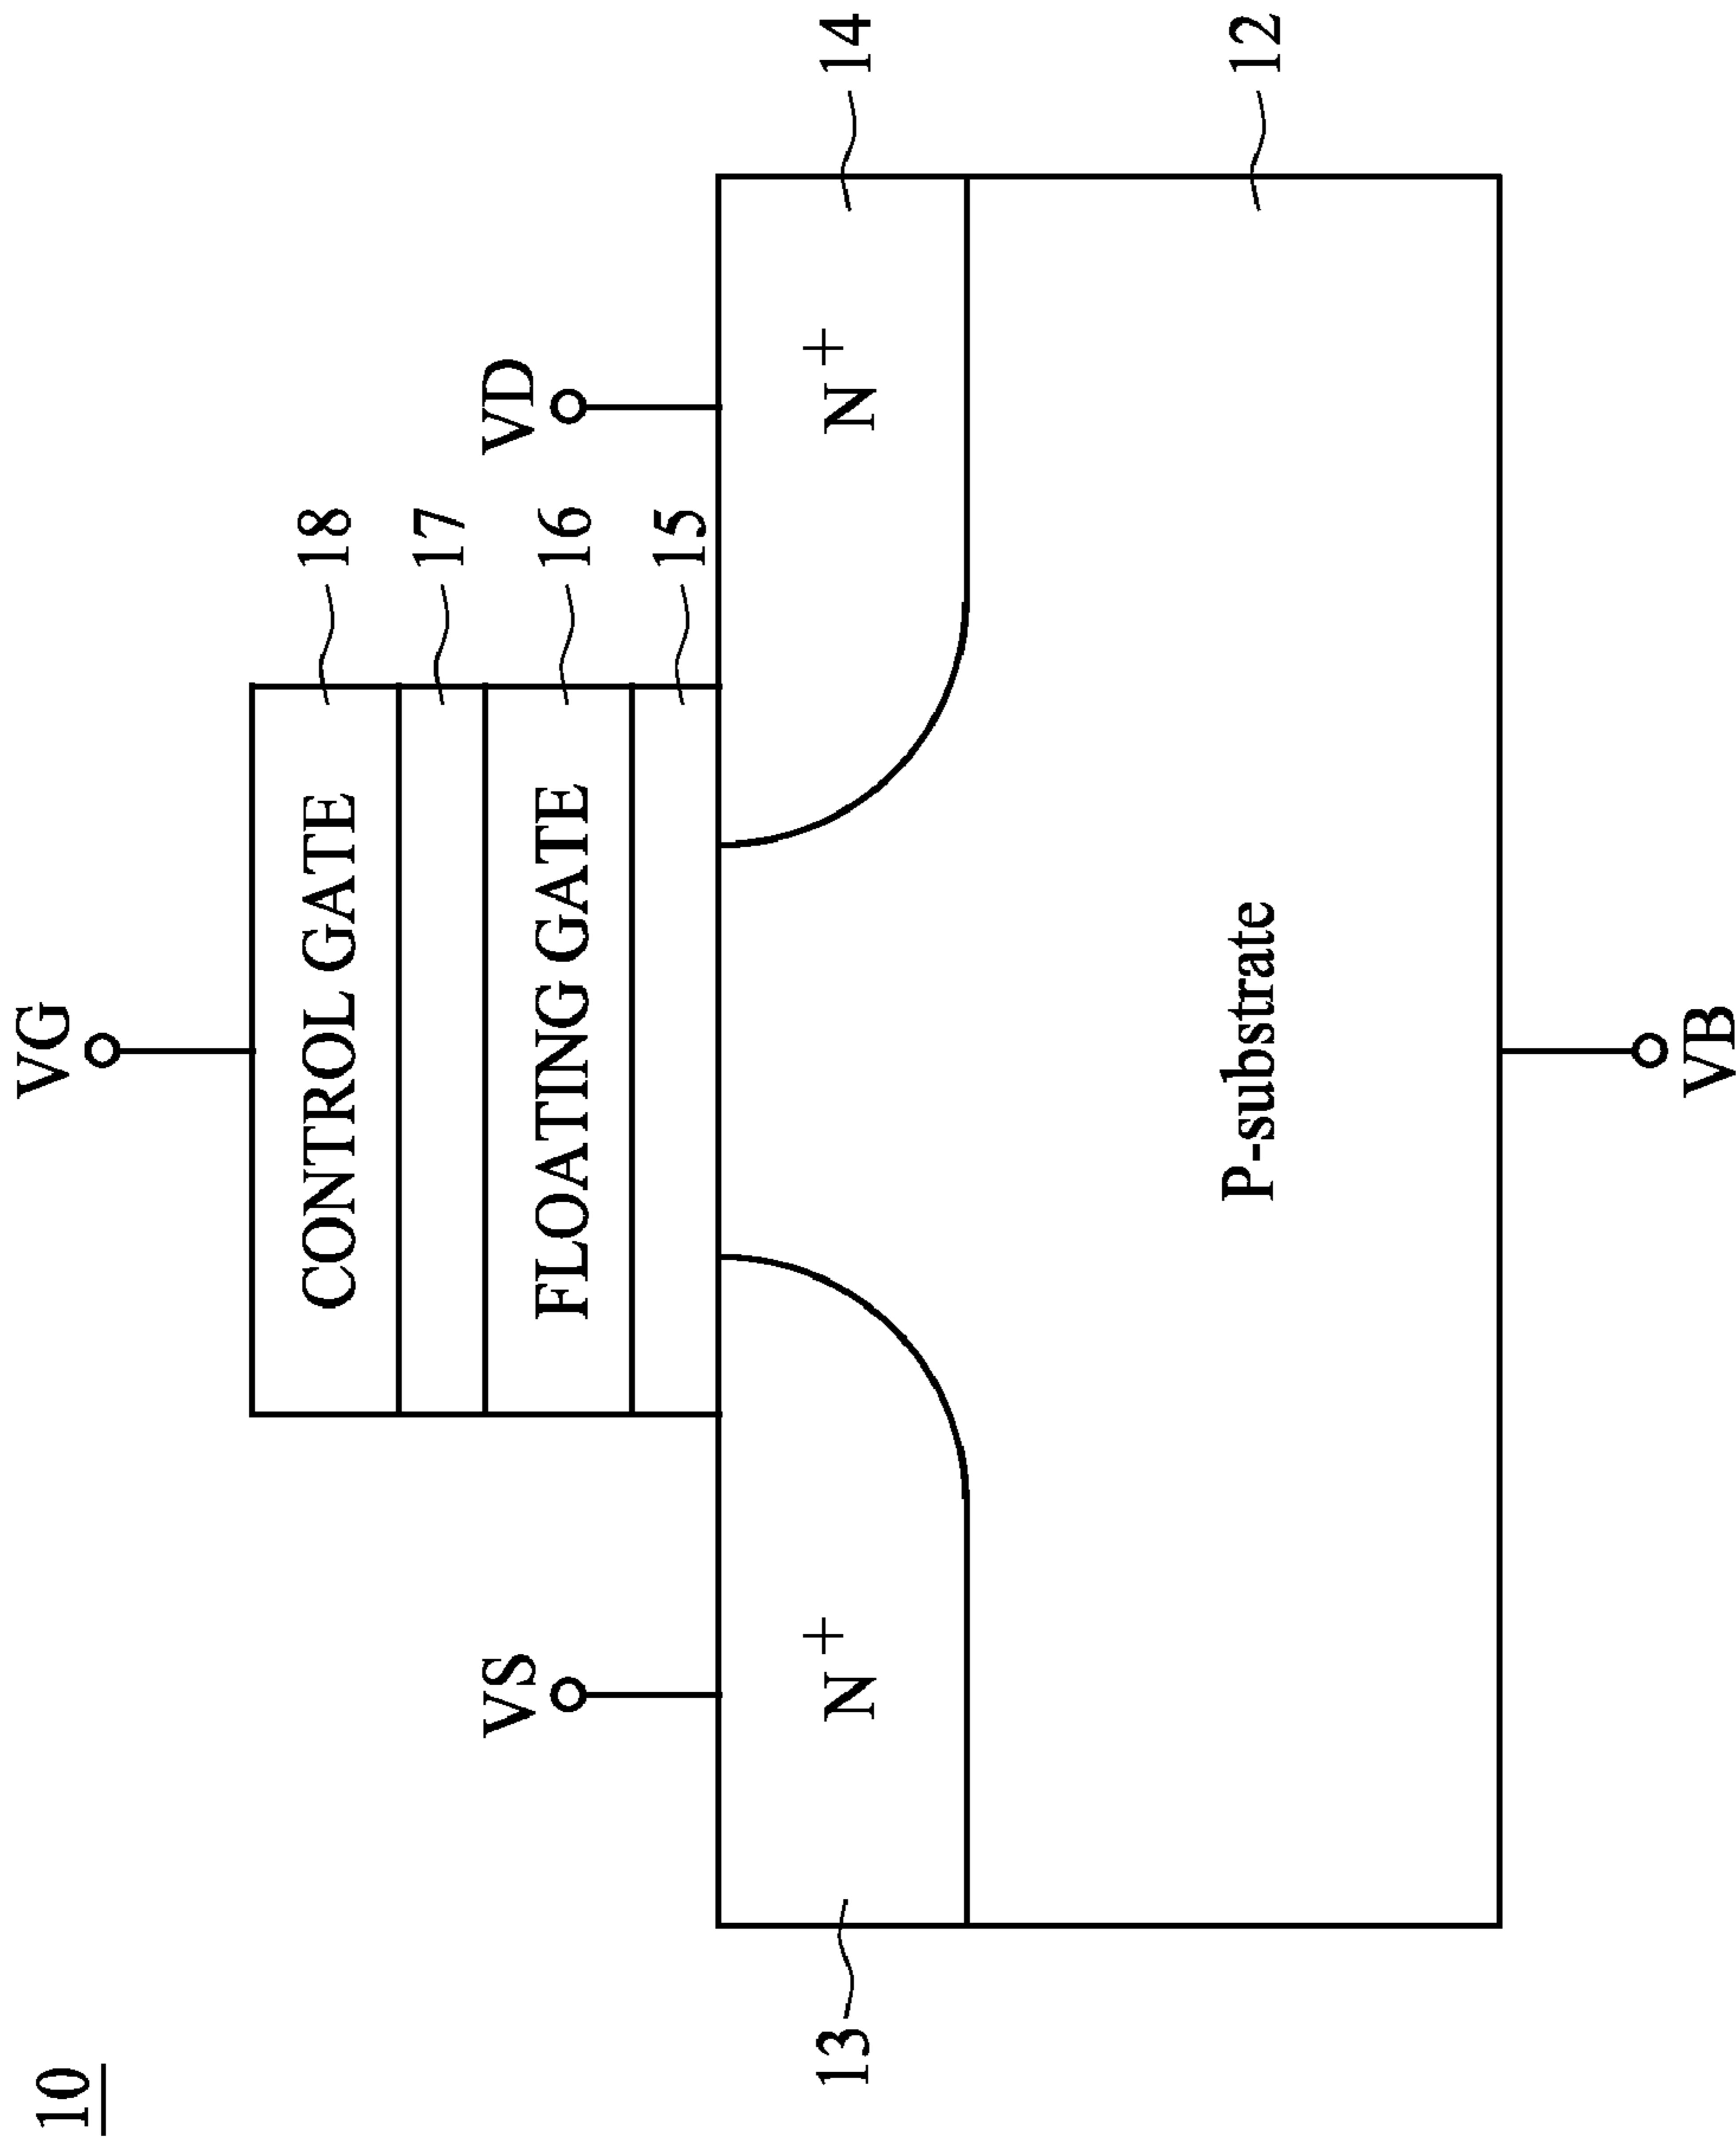 10
VG
CONTROL GATE
18
17
FLOATING GATE
16
15
VS
VD
13
N+
N+
14
P-substrate
12
VB